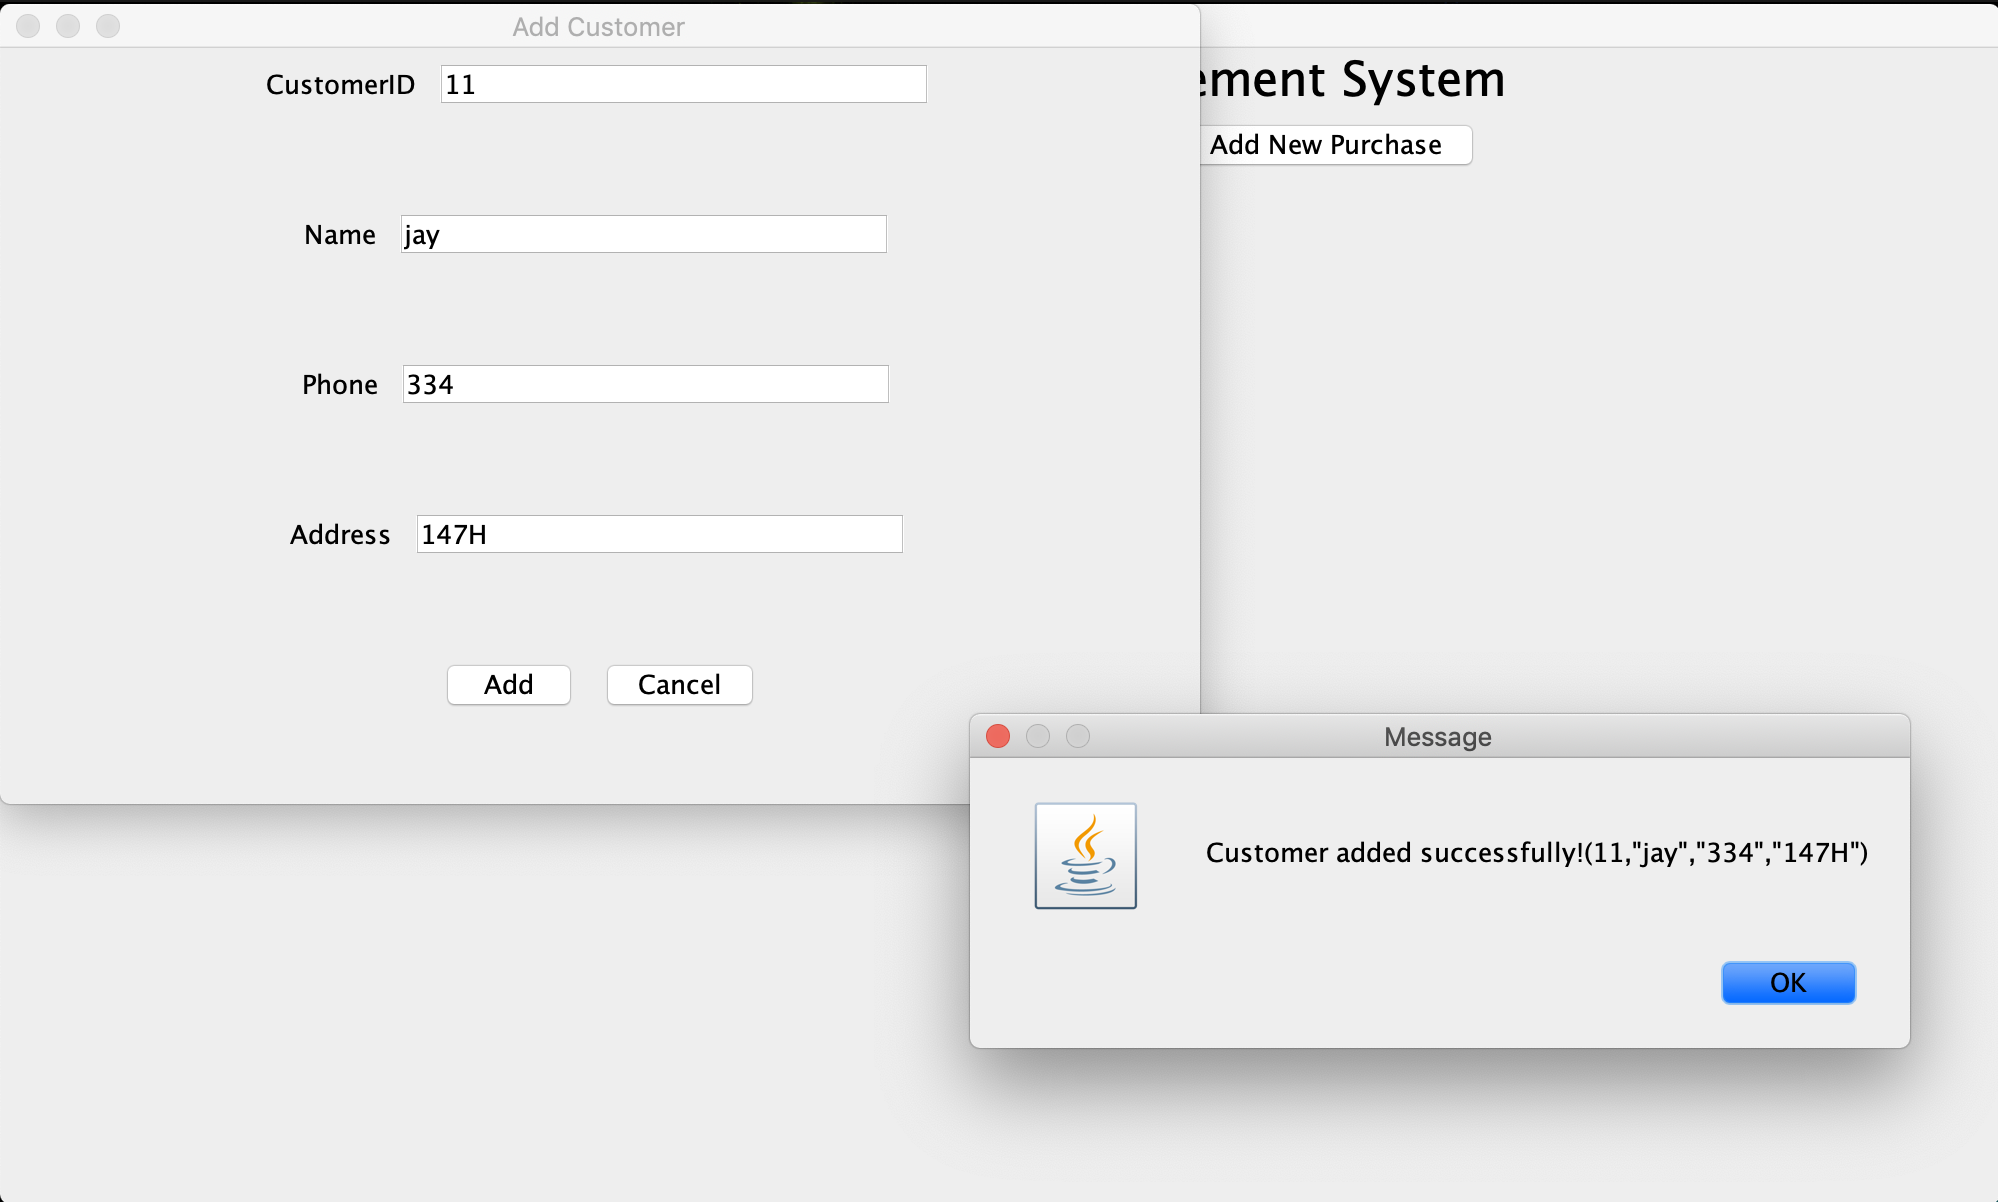 Add Customer
CustomerID 11
ement System
Add New Purchase
Name jay
Phone 334
Address 147H
Add Cancel
Message
Customer added successfully!(11,"jay","334","147H")
OK